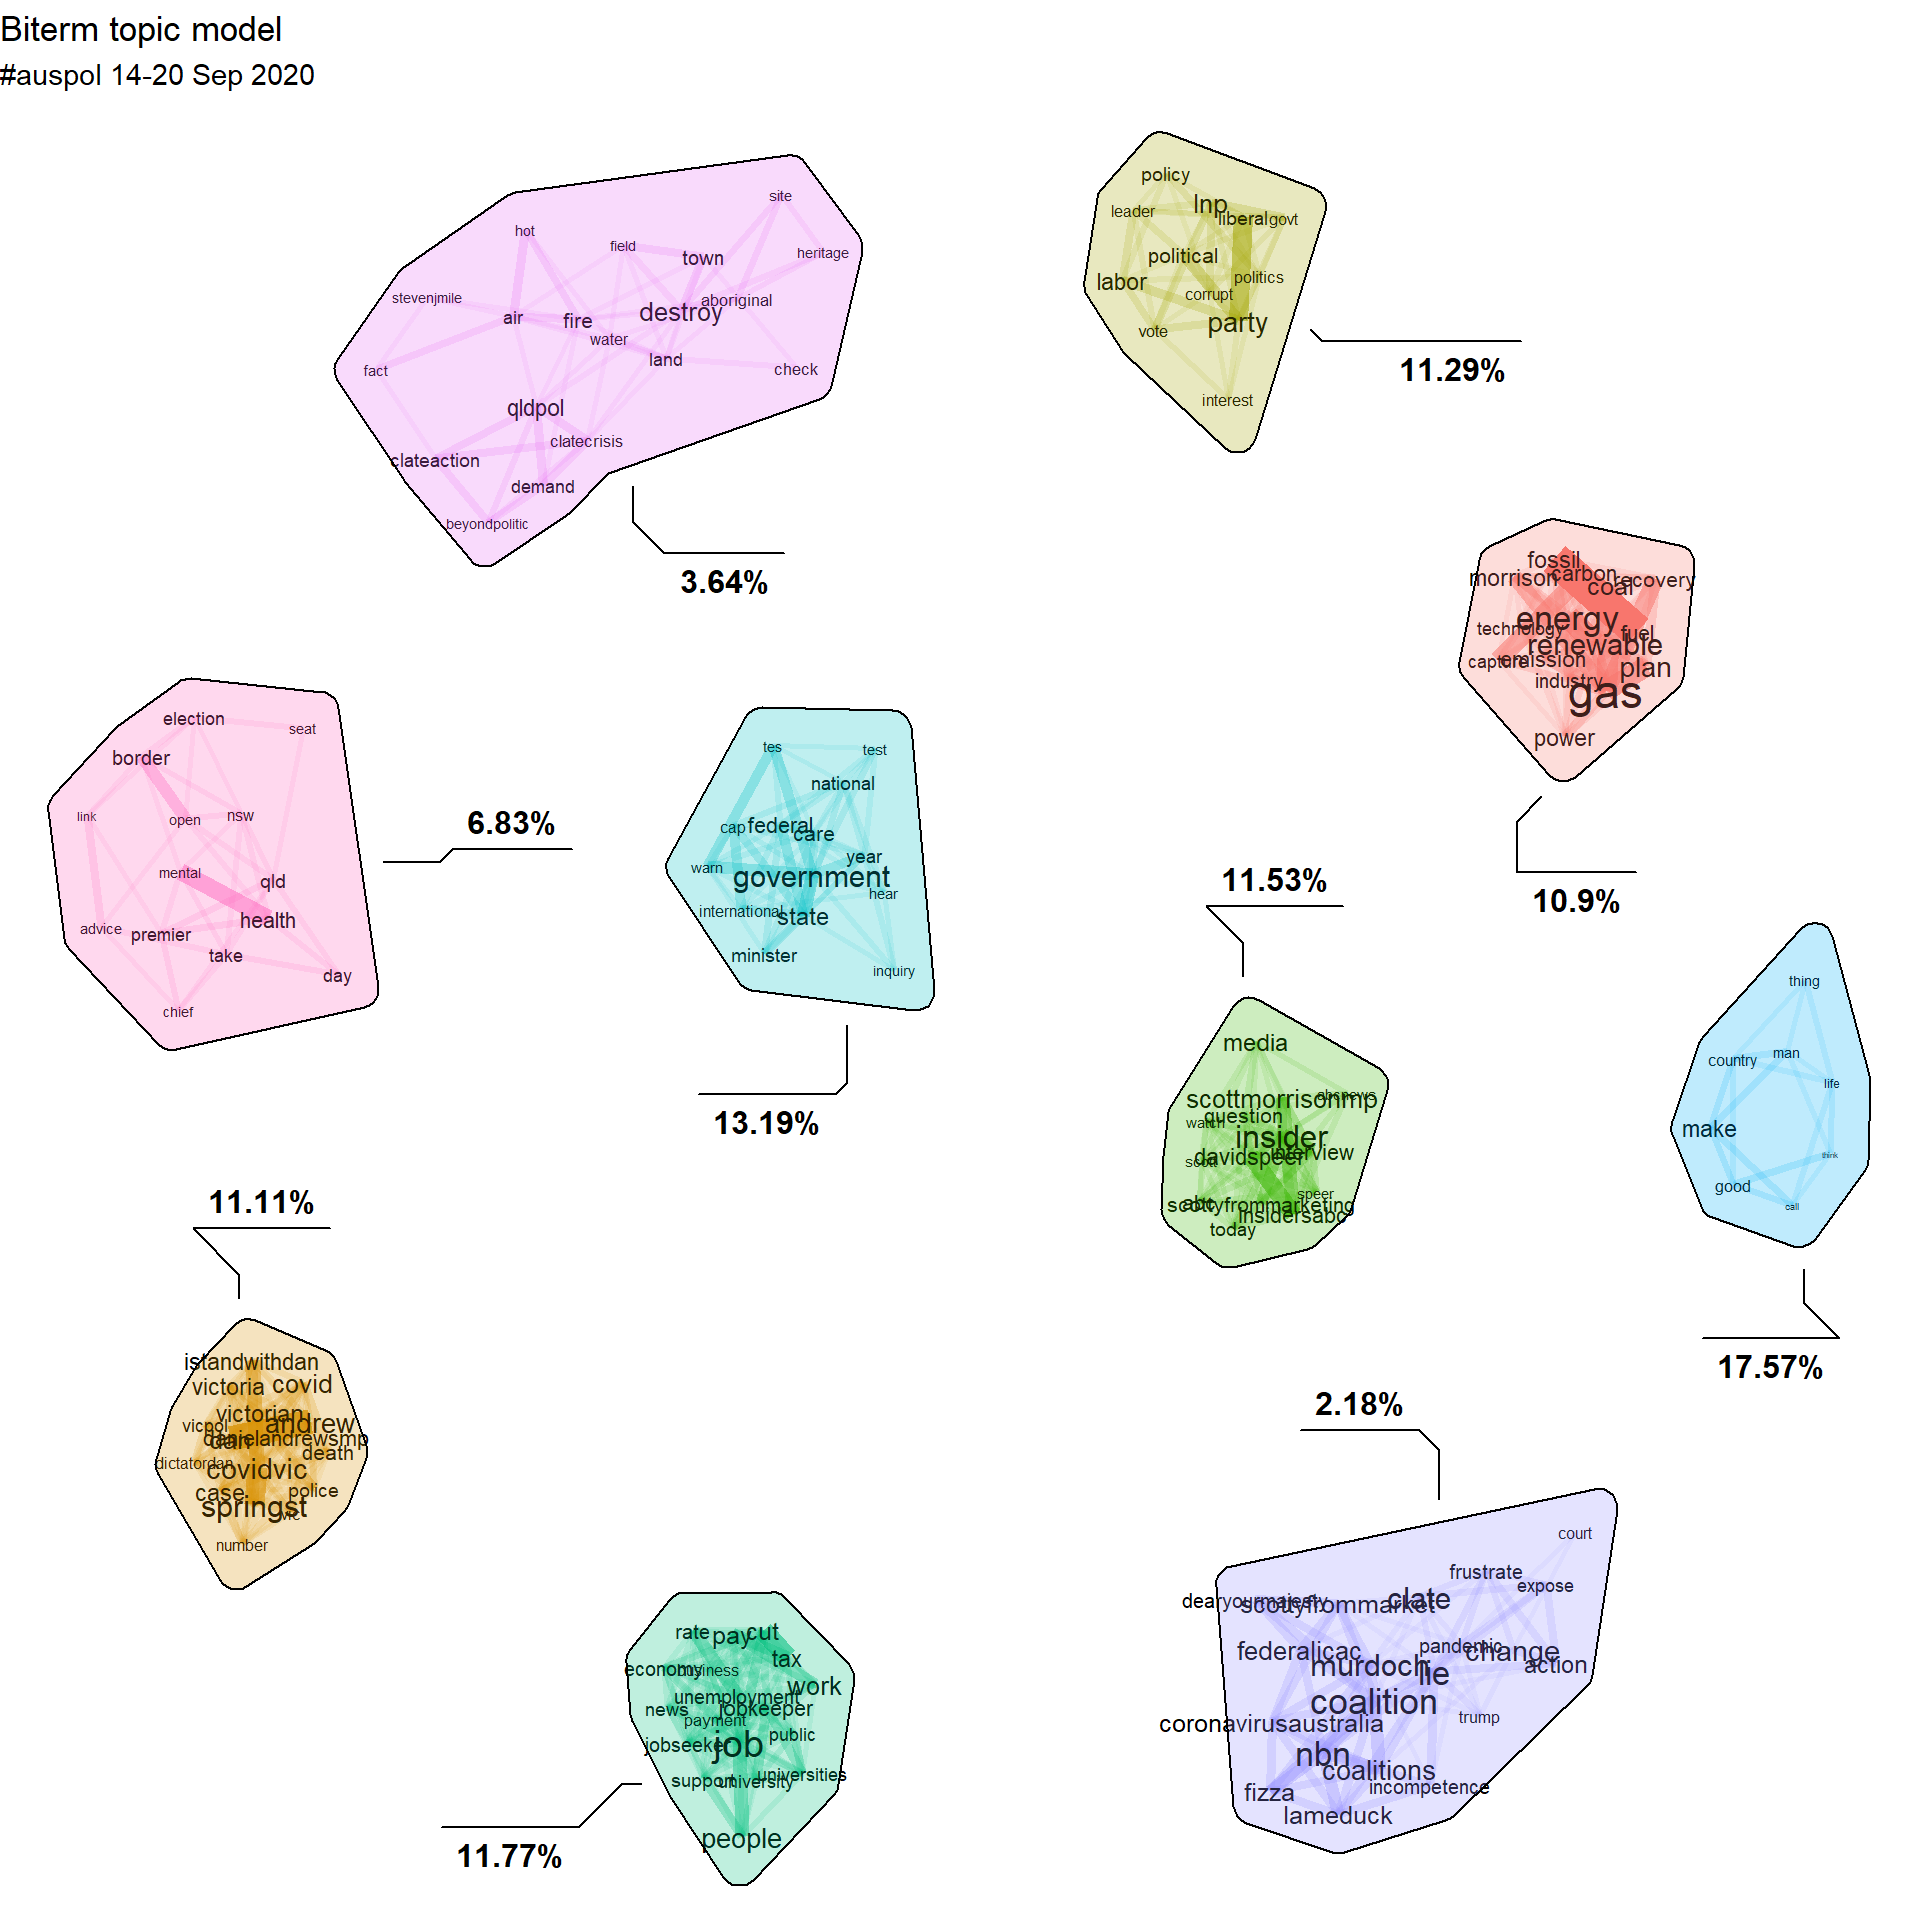 Biterm topic model
#auspol 14-20 Sep 2020
site
hot
field
town
heritage
stevenjmile
aboriginal
destroy
air
fire
water
land
fact
check
qldpol
clatecrisis
clateaction
demand
beyondpolitic
3.64%
policy
lnp
leader
liberal
govt
political
labor
politics
corrupt
party
vote
interest
11.29%
fossil
morrison
carbon
recovery
coal
energy
technology
fuel
renewable
capture
emission
plan
industry
gas
power
10.9%
election
seat
border
link
open
nsw
mental
qld
health
advice
premier
take
day
chief
6.83%
tes
test
national
cap
federal
care
year
warn
government
hear
international
state
minister
inquiry
13.19%
11.53%
media
scottmorrisonmp
abcnews
question
watch
insider
interview
davidspeer
scott
speer
abc
scottyfrommarketing
insidersabc
today
thing
man
country
life
make
think
good
call
17.57%
11.11%
istandwithdan
victoria
covid
victorian
andrew
vicpol
danielandrewsmp
dan
death
dictatordan
covidvic
case
police
springst
vic
number
2.18%
court
frustrate
expose
dearyourmajesty
clate
scottyfrommarket
pandemic
federalicac
change
murdoch
action
lie
coalition
trump
coronavirusaustralia
nbn
coalitions
incompetence
fizza
lameduck
rate
pay
cut
tax
economy
business
work
unemployment
news
jobkeeper
payment
public
jobseeker
job
support
university
universities
people
11.77%